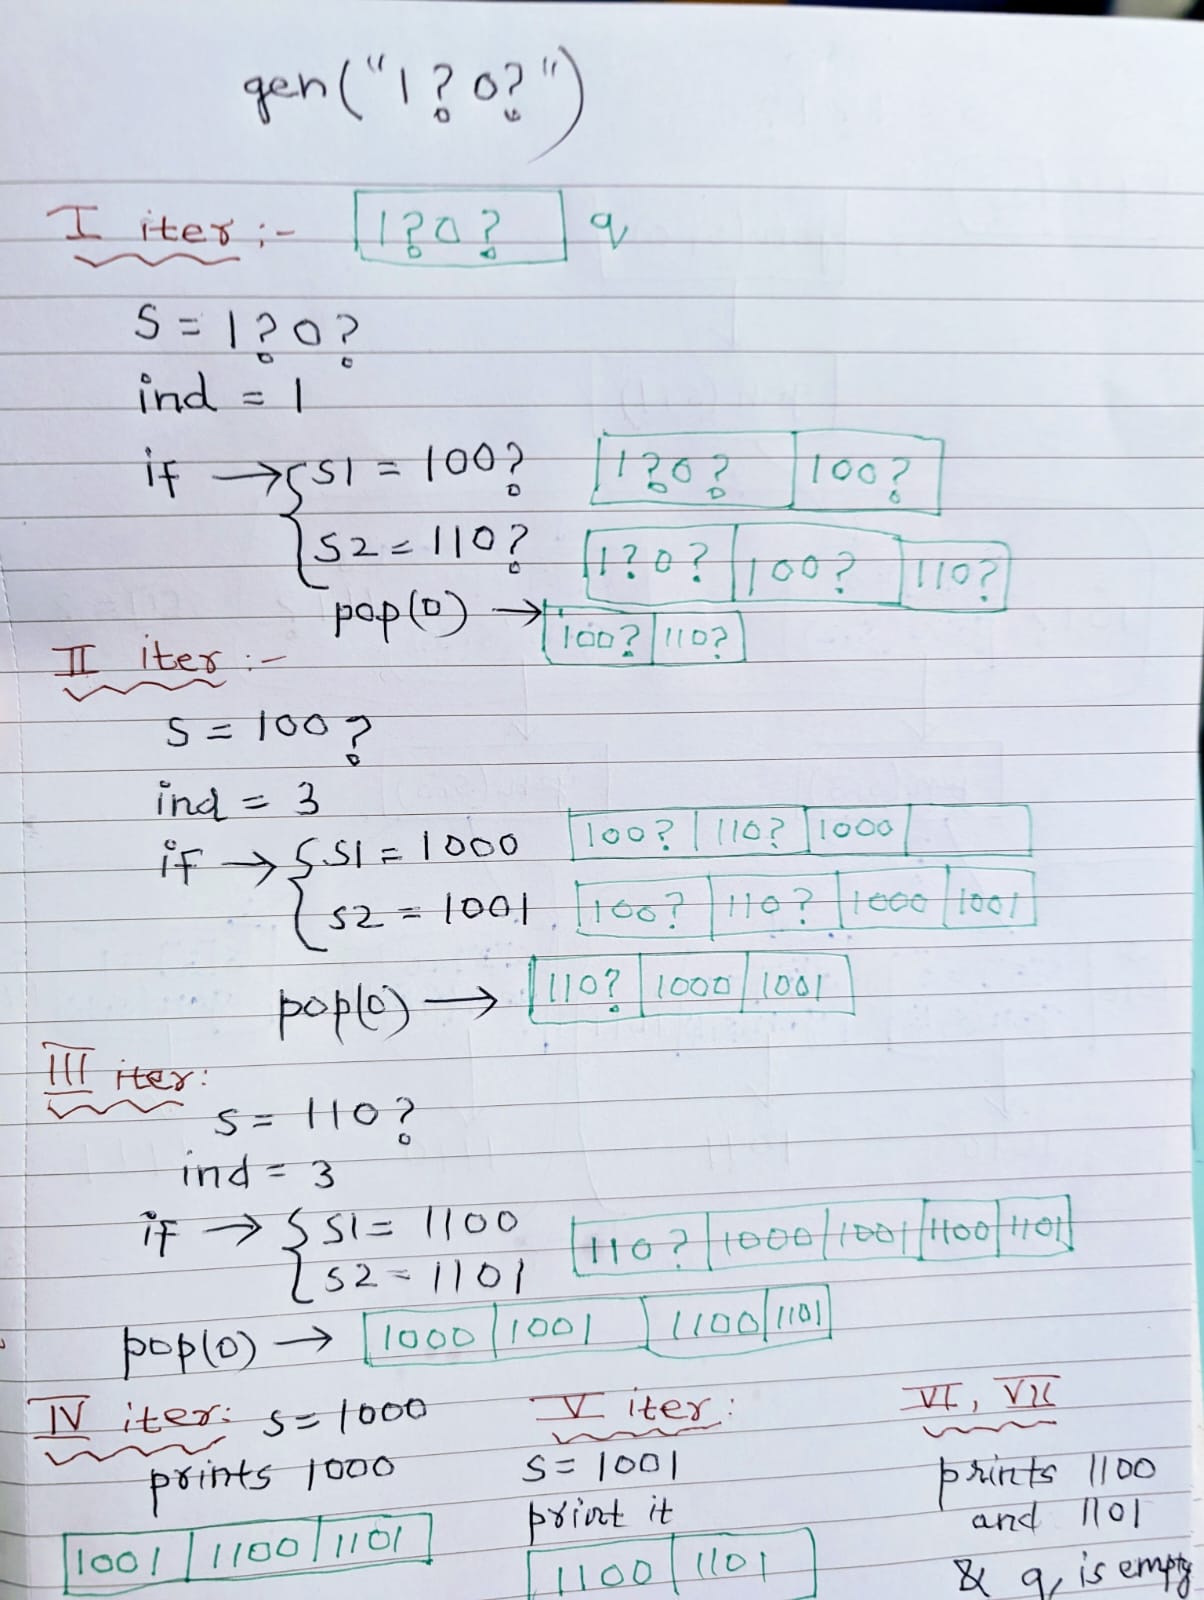 gen("1?0?")
I iter :- 1?0? q
s = 1?0?
ind = 1
if → { s1 = 100? 1?0? 100?
s2 = 110? 1?0? 100? 110?
pop(0) → 100? 110?
II iter :-
s = 100?
ind = 3
if → { s1 = 1000 100? 110? 1000
s2 = 1001 100? 110? 1000 1001
pop(0) → 110? 1000 1001
III iter:
s = 110?
ind = 3
if → { s1 = 1100 110? 1000 1001 1100 1101
s2 = 1101
pop(0) → 1000 1001 1100 1101
IV iter: s = 1000
prints 1000
1001 1100 1101
V iter:
s = 1001
print it
1100 1101
VI, VII
prints 1100
and 1101
& q is empty